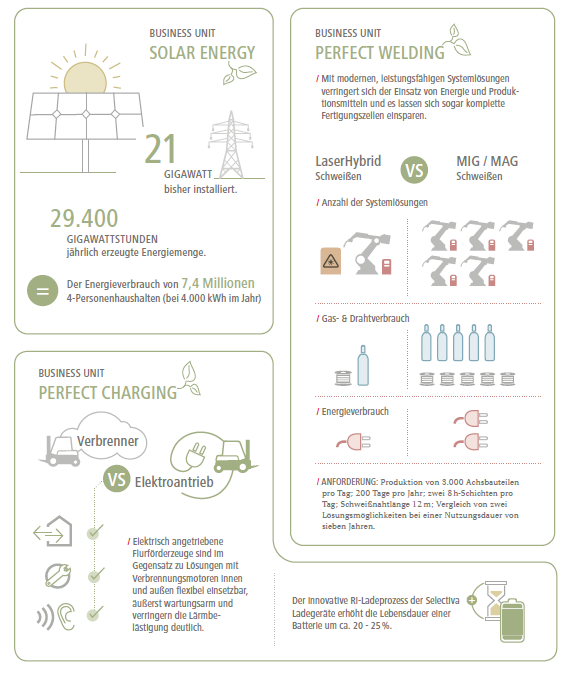 BUSINESS UNIT
SOLAR ENERGY
21
GIGAWATT
bisher installiert.
29.400
GIGAWATTSTUNDEN
jährlich erzeugte Energiemenge.
=
Der Energieverbrauch von 7,4 Millionen
4-Personenhaushalten (bei 4.000 kWh im Jahr)
BUSINESS UNIT
PERFECT CHARGING
Verbrenner
VS
Elektroantrieb
/ Elektrisch angetriebene
Flurförderzeuge sind im
Gegensatz zu Lösungen mit
Verbrennungsmotoren innen
und außen flexibel einsetzbar,
äußerst wartungsarm und
verringern die Lärmbe-
lästigung deutlich.
Der innovative Ri-Ladeprozess der Selectiva
Ladegeräte erhöht die Lebensdauer einer
Batterie um ca. 20 - 25 %.
BUSINESS UNIT
PERFECT WELDING
/ Mit modernen, leistungsfähigen Systemlösungen
verringert sich der Einsatz von Energie und Produk-
tionsmitteln und es lassen sich sogar komplette
Fertigungszellen einsparen.
LaserHybrid
Schweißen
VS
MIG / MAG
Schweißen
/ Anzahl der Systemlösungen
/ Gas- & Drahtverbrauch
/ Energieverbrauch
/ ANFORDERUNG: Produktion von 3.000 Achsbauteilen
pro Tag; 200 Tage pro Jahr; zwei 8h-Schichten pro
Tag; Schweißnahtlänge 12 m; Vergleich von zwei
Lösungsmöglichkeiten bei einer Nutzungsdauer von
sieben Jahren.